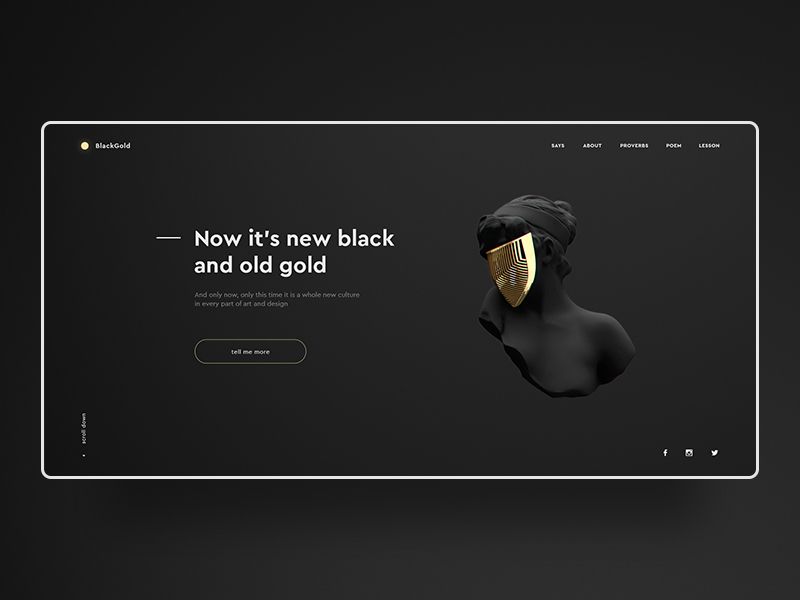 BlackGold
SAYS ABOUT PROVERBS POEM LESSON
Now it's new black
and old gold
And only now, only this time it is a whole new culture
in every part of art and design
tell me more
scroll down